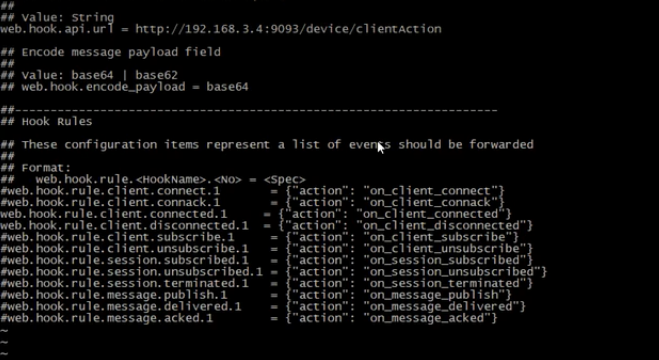 ##
## Value: String
web.hook.api.url = http://192.168.3.4:9093/device/clientAction
## Encode message payload field
##
## Value: base64 | base62
## web.hook.encode_payload = base64
##--------------------------------------------------------------------
## Hook Rules
## These configuration items represent a list of events should be forwarded
##
## Format:
##   web.hook.rule.<HookName>.<No> = <Spec>
#web.hook.rule.client.connect.1       = {"action": "on_client_connect"}
#web.hook.rule.client.connack.1       = {"action": "on_client_connack"}
web.hook.rule.client.connected.1     = {"action": "on_client_connected"}
web.hook.rule.client.disconnected.1  = {"action": "on_client_disconnected"}
#web.hook.rule.client.subscribe.1     = {"action": "on_client_subscribe"}
#web.hook.rule.client.unsubscribe.1   = {"action": "on_client_unsubscribe"}
#web.hook.rule.session.subscribed.1   = {"action": "on_session_subscribed"}
#web.hook.rule.session.unsubscribed.1 = {"action": "on_session_unsubscribed"}
#web.hook.rule.session.terminated.1   = {"action": "on_session_terminated"}
#web.hook.rule.message.publish.1      = {"action": "on_message_publish"}
#web.hook.rule.message.delivered.1    = {"action": "on_message_delivered"}
#web.hook.rule.message.acked.1        = {"action": "on_message_acked"}
~
~
~